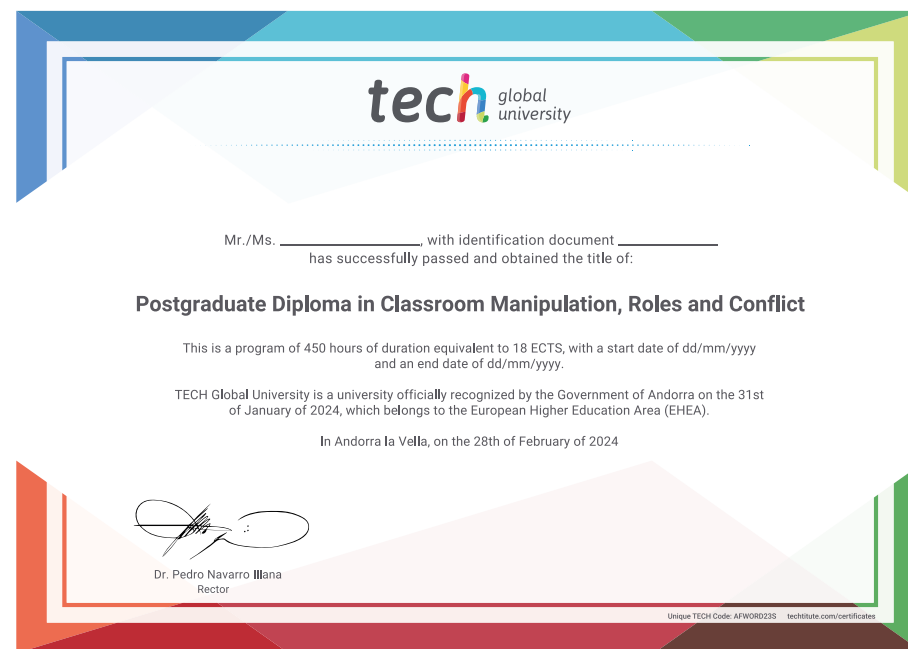 tech global university
Mr./Ms. ____________, with identification document ____________
has successfully passed and obtained the title of:
Postgraduate Diploma in Classroom Manipulation, Roles and Conflict
This is a program of 450 hours of duration equivalent to 18 ECTS, with a start date of dd/mm/yyyy
and an end date of dd/mm/yyyy.
TECH Global University is a university officially recognized by the Government of Andorra on the 31st
of January of 2024, which belongs to the European Higher Education Area (EHEA).
In Andorra la Vella, on the 28th of February of 2024
Dr. Pedro Navarro Illana
Rector
Unique TECH Code: AFWORD23S techtitute.com/certificates